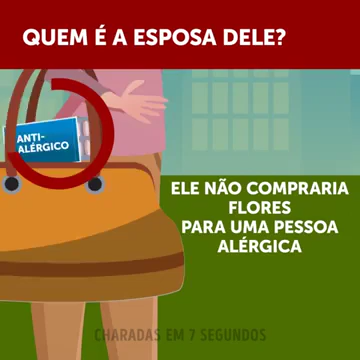 QUEM É A ESPOSA DELE?
ANTI-
ALÉRGICO
ELE NÃO COMPRARIA
FLORES
PARA UMA PESSOA
ALÉRGICA
CHARADAS EM 7 SEGUNDOS